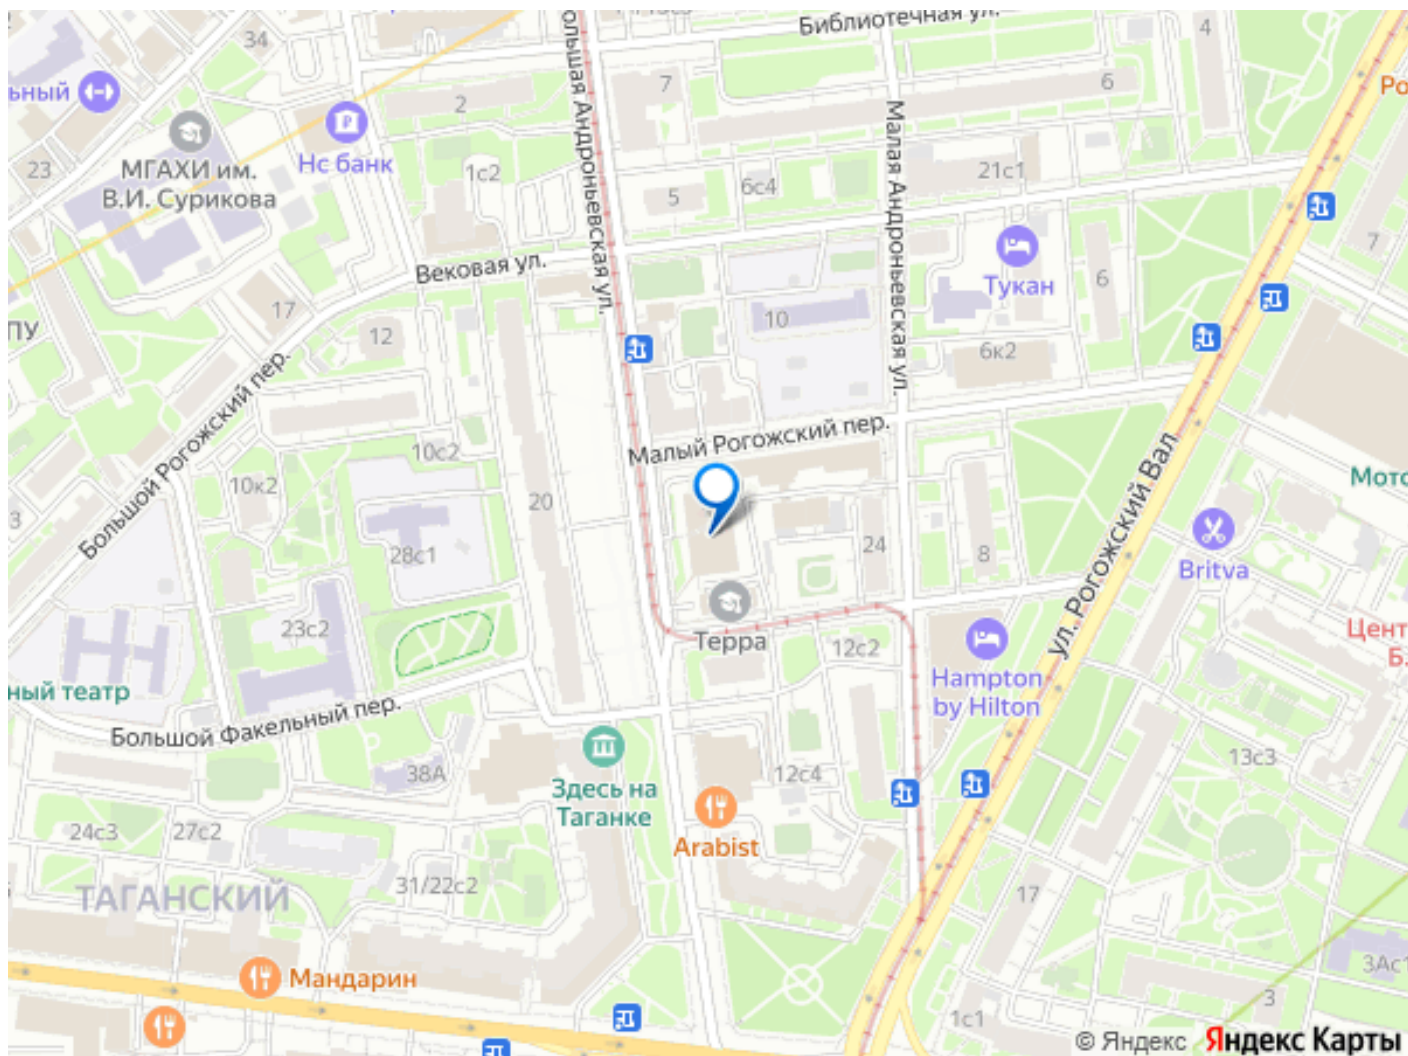 Библиотечная ул.
34
7
4
6
Ро
ьный
2
ольшая Андроньевская ул.
Малая Андроньевская ул.
МГАХИ им.
В.И. Сурикова
Нс банк
23
1с2
5
6с4
21с1
7
Вековая ул.
Тукан
6
ПУ
17
12
10
6к2
Большой Рогожский пер.
Малый Рогожский пер.
10с2
10к2
20
ул. Рогожский Вал
Мото
3
28с1
24
8
Britva
23с2
Терра
12с2
Цент
Б.
ный театр
Hampton
by Hilton
Большой Факельный пер.
38А
Здесь на
Таганке
12с4
13с3
24с3
27с2
Arabist
31/22с2
ТАГАНСКИЙ
17
Мандарин
3Ас1
3
1с1
© Яндекс Яндекс Карты